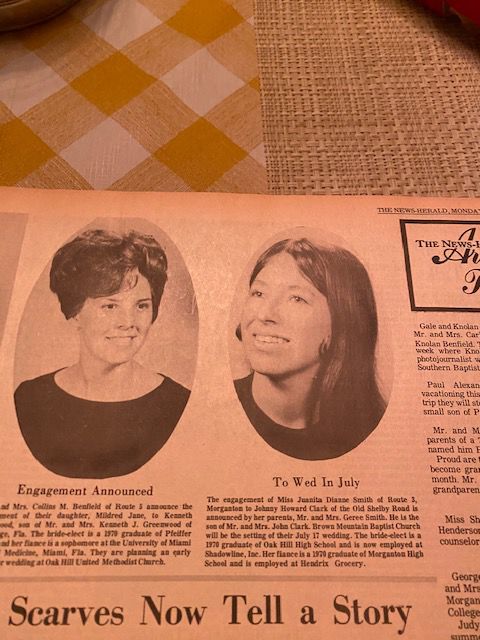 THE NEWS-HERALD, MONDA
THE NEWS-H
Engagement Announced
nd Mrs. Collins M. Benfield of Route 5 announce the
ment of their daughter, Mildred Jane, to Kenneth
ood, son of Mr. and Mrs. Kenneth J. Greenwood of
ge, Fla. The bride-elect is a 1970 graduate of Pfeiffer
and her fiance is a sophomore at the University of Miami
Medicine, Miami, Fla. They are planning an early
r wedding at Oak Hill United Methodist Church.
To Wed In July
The engagement of Miss Juanita Dianne Smith of Route 3,
Morganton to Johnny Howard Clark of the Old Shelby Road is
announced by her parents, Mr. and Mrs. Geree Smith. He is the
son of Mr. and Mrs. John Clark. Brown Mountain Baptist Church
will be the setting of their July 17 wedding. The bride-elect is a
1970 graduate of Oak Hill High School and is now employed at
Shadowline, Inc. Her fiance is a 1970 graduate of Morganton High
School and is employed at Hendrix Grocery.
Gale and Knolan
Mr. and Mrs. Car
Knolan Benfield. T
week where Kno
photojournalist w
Southern Baptist
Paul Alexan
vacationing this
trip they will sto
small son of P
Mr. and M
parents of a
named him F
Proud are
become gran
month. Mr.
grandparen
Miss Sh
Henderson
counselor
George
and Mrs
Morgan
College
Judy
summ
Scarves Now Tell a Story